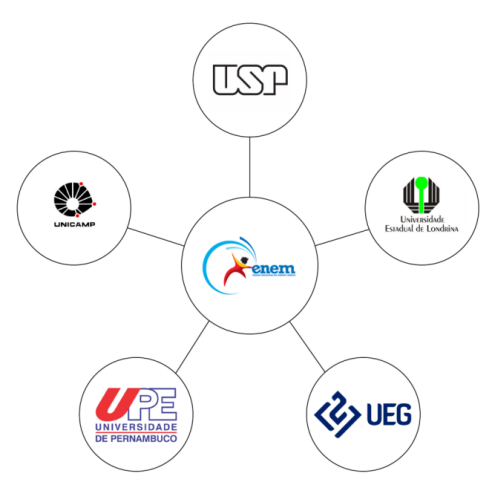 USP
UNICAMP
Universidade
Estadual de Londrina
enem
UPE
UNIVERSIDADE
DE PERNAMBUCO
UEG